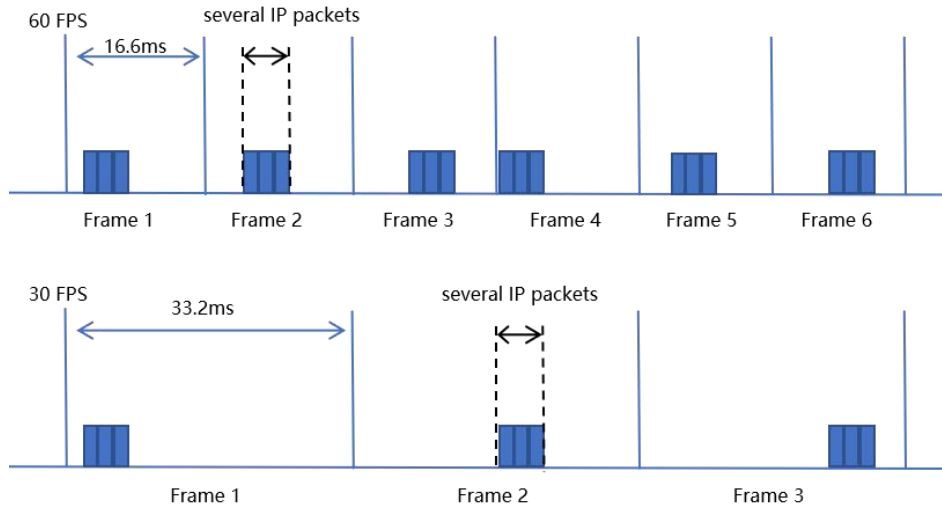 several IP packets
60 FPS
16.6ms
Frame 1
Frame 2
Frame 3
Frame 4
Frame 5
Frame 6
30 FPS
several IP packets
33.2ms
Frame 1
Frame 2
Frame 3